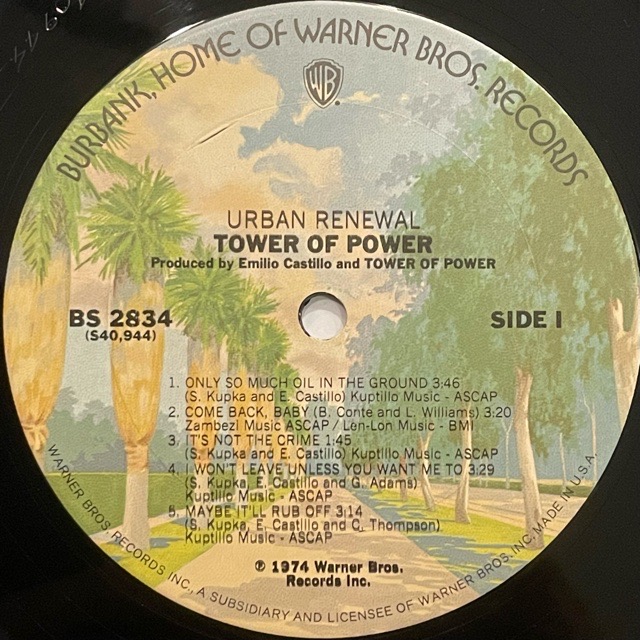 BURBANK, HOME OF WARNER BROS. RECORDS
WB
URBAN RENEWAL
TOWER OF POWER
Produced by Emilio Castillo and TOWER OF POWER
BS 2834
(S40,944)
SIDE 1
1. ONLY SO MUCH OIL IN THE GROUND 3:46
(S. Kupka and E. Castillo) Kuptillo Music - ASCAP
2. COME BACK, BABY (B. Conte and L. Williams) 3:20
Zambezi Music ASCAP / Len-Lon Music - BMI
3. IT'S NOT THE CRIME 1:45
(S. Kupka and E. Castillo) Kuptillo Music - ASCAP
4. I WON'T LEAVE UNLESS YOU WANT ME TO 3:29
(S. Kupka, E. Castillo and G. Adams)
Kuptillo Music - ASCAP
5. MAYBE IT'LL RUB OFF 3:14
(S. Kupka, E. Castillo and C. Thompson)
Kuptillo Music - ASCAP
℗ 1974 Warner Bros.
Records Inc.
WARNER BROS. RECORDS INC., A SUBSIDIARY AND LICENSEE OF WARNER BROS. INC. MADE IN U.S.A.